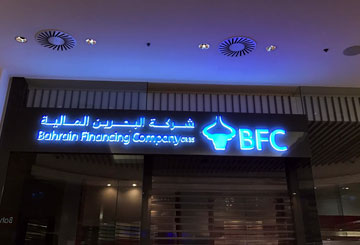 شركة البحرين المالية
Bahrain Financing Company
BFC